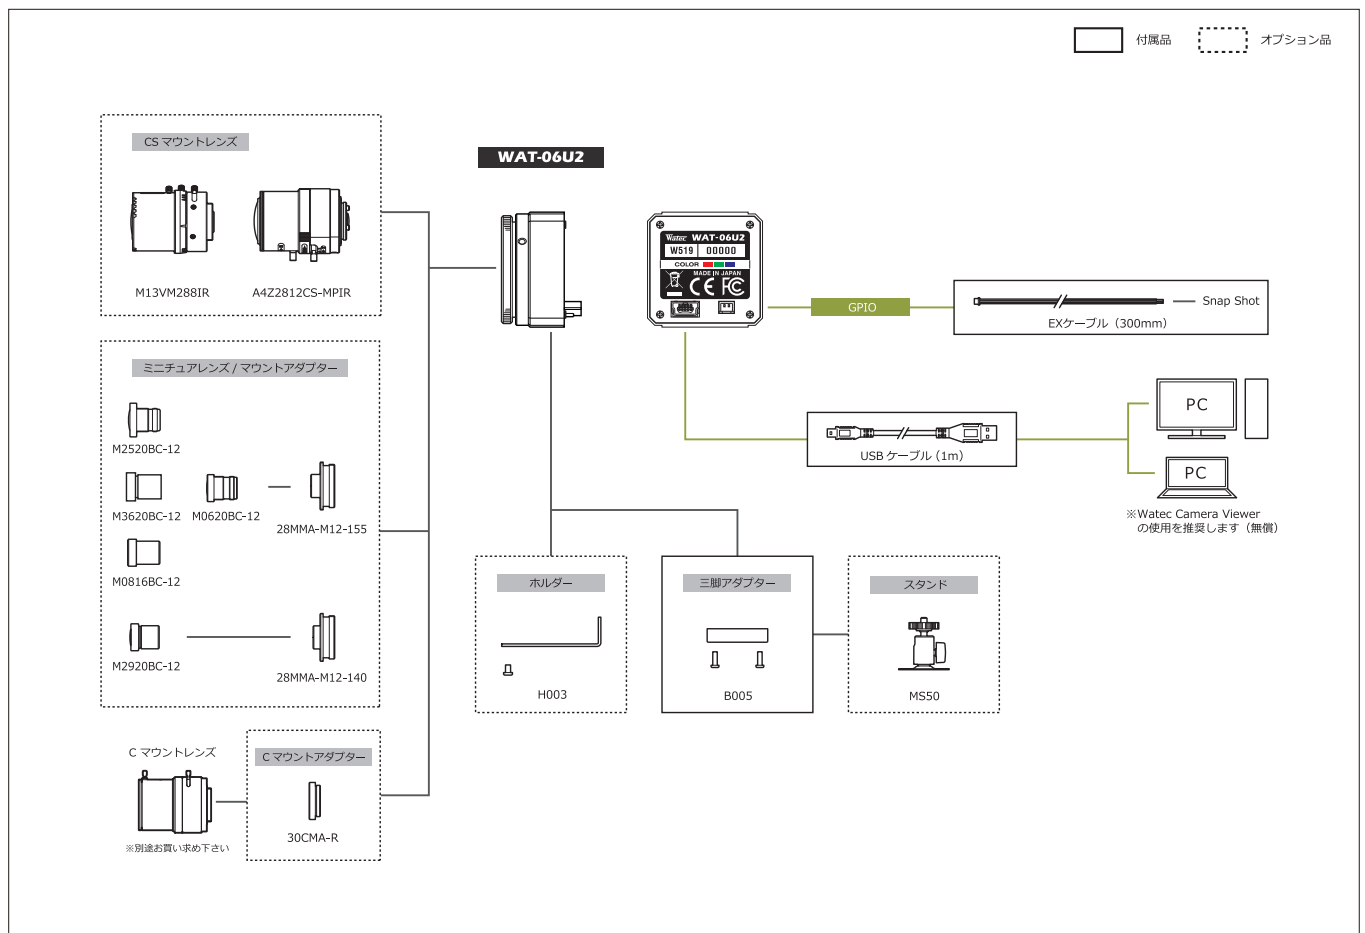 付属品
オプション品
CS マウントレンズ
M13VM288IR
A4Z2812CS-MPIR
WAT-06U2
Watec WAT-06U2
W519 00000
COLOR
MADE IN JAPAN
CE FC
GPIO
Snap Shot
EXケーブル（300mm）
ミニチュアレンズ / マウントアダプター
M2520BC-12
M3620BC-12
M0620BC-12
28MMA-M12-155
M0816BC-12
M2920BC-12
28MMA-M12-140
USB ケーブル（1m）
PC
PC
※Watec Camera Viewer
の使用を推奨します（無償）
ホルダー
H003
三脚アダプター
B005
スタンド
MS50
C マウントレンズ
※別途お買い求め下さい
C マウントアダプター
30CMA-R